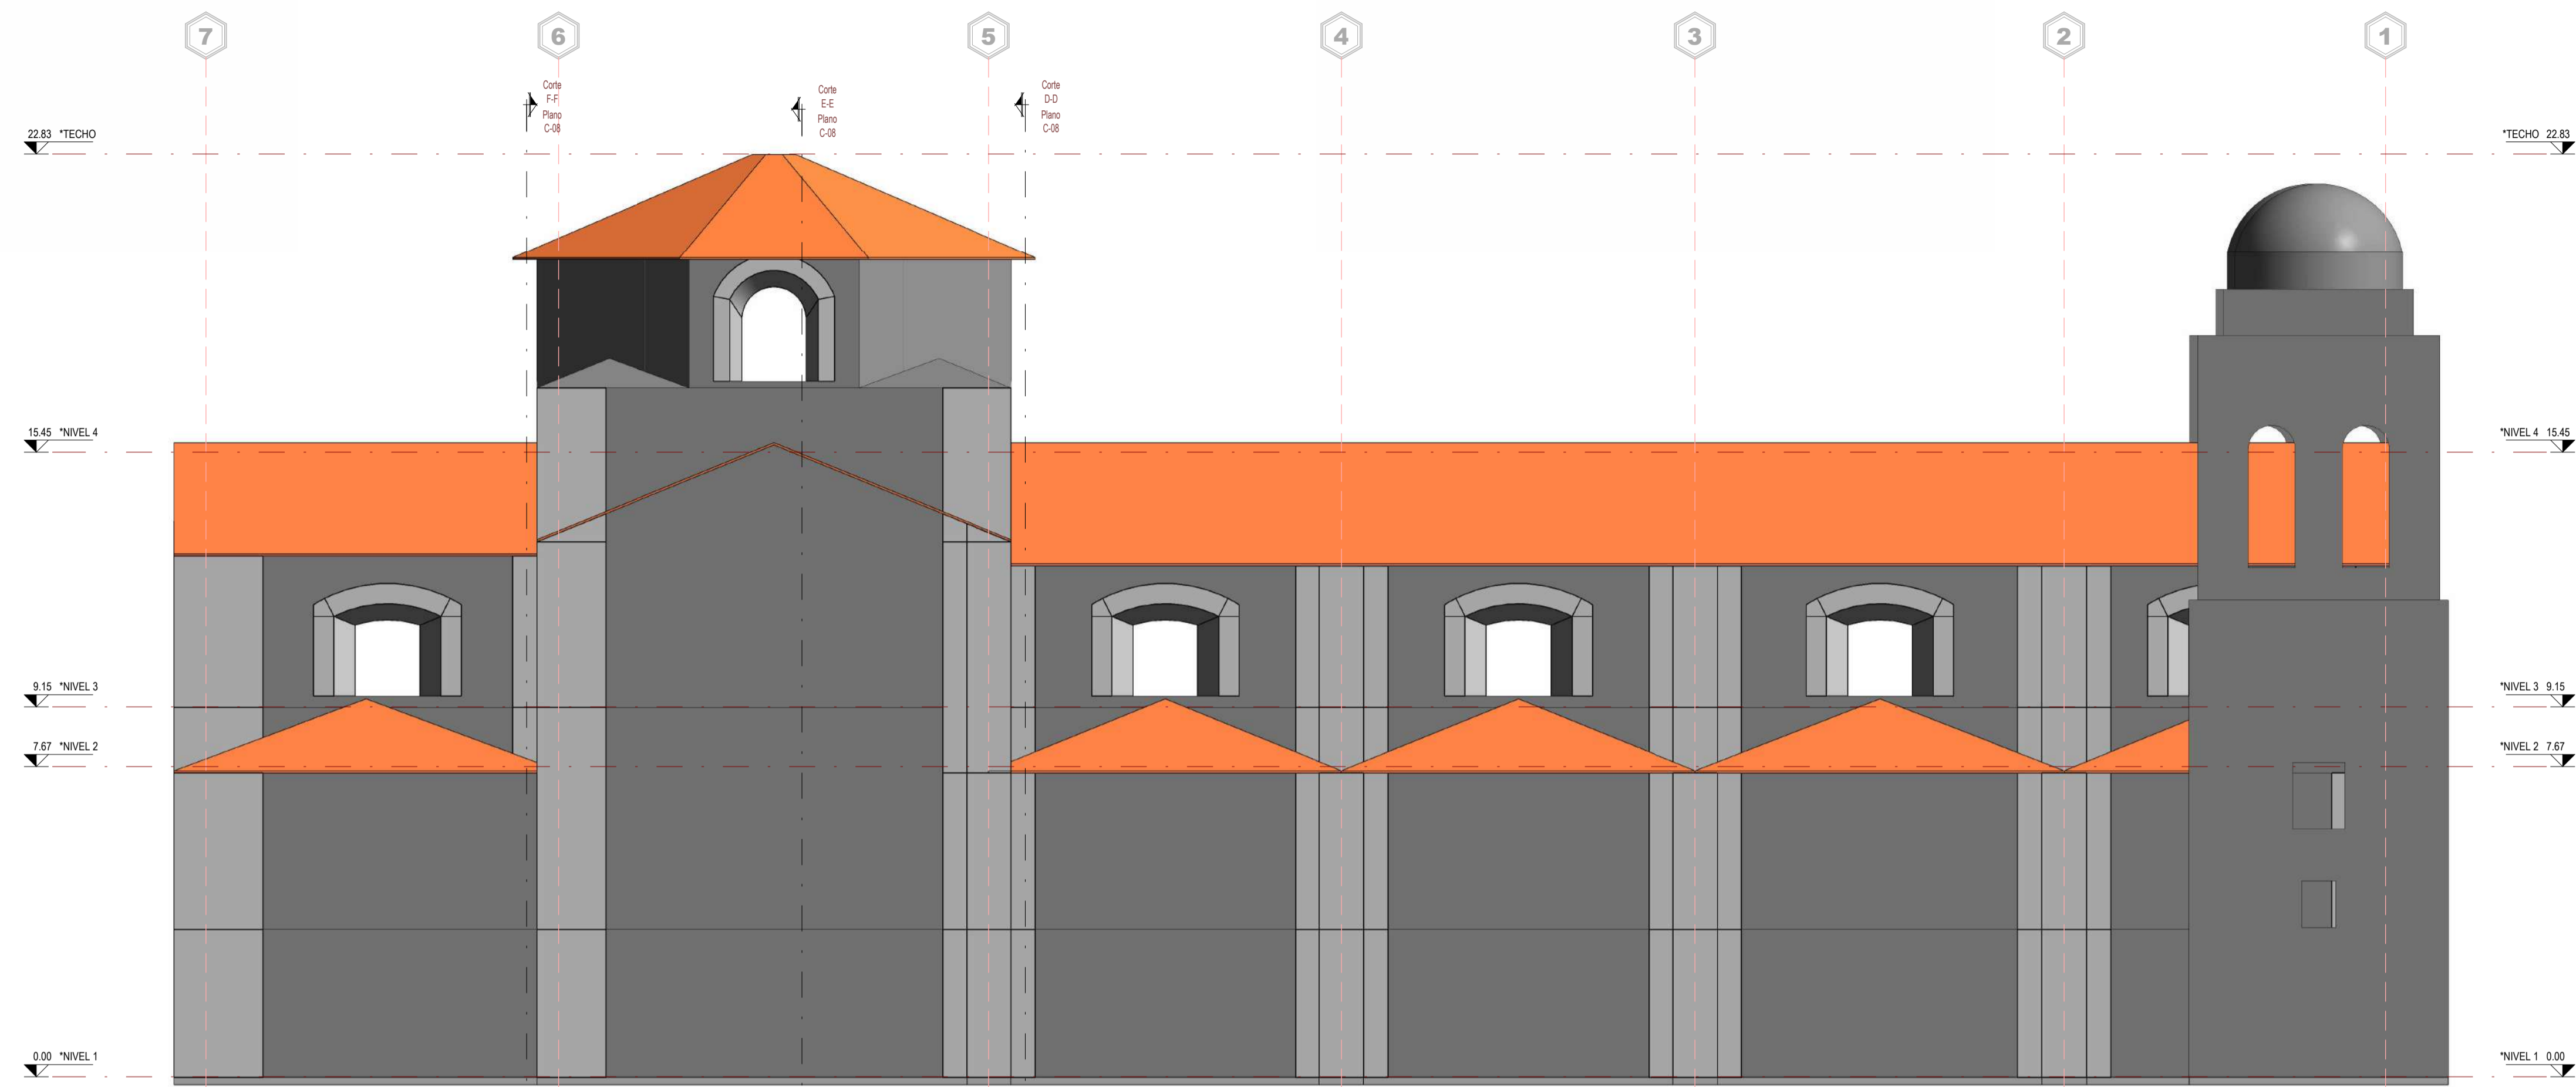 7
6
5
4
3
2
1
Corte
F-F
Plano
C-08
Corte
E-E
Plano
C-08
Corte
D-D
Plano
C-08
22.83 *TECHO
*TECHO 22.83
15.45 *NIVEL 4
*NIVEL 4 15.45
9.15 *NIVEL 3
*NIVEL 3 9.15
7.67 *NIVEL 2
*NIVEL 2 7.67
0.00 *NIVEL 1
*NIVEL 1 0.00